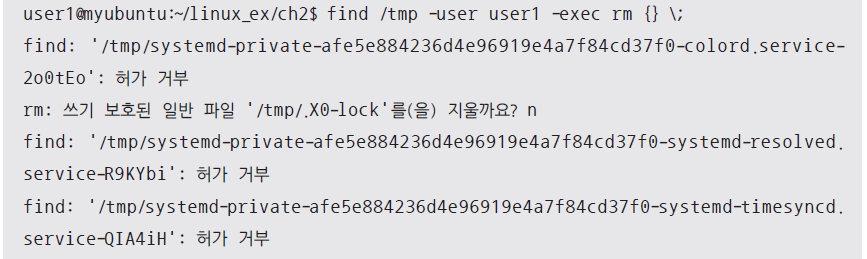 user1@myubuntu:~/linux_ex/ch2$ find /tmp -user user1 -exec rm {} \;
find: '/tmp/systemd-private-afe5e884236d4e96919e4a7f84cd37f0-colord.service-
2o0tEo': 허가 거부
rm: 쓰기 보호된 일반 파일 '/tmp/.X0-lock'를(을) 지울까요? n
find: '/tmp/systemd-private-afe5e884236d4e96919e4a7f84cd37f0-systemd-resolved.
service-R9KYbi': 허가 거부
find: '/tmp/systemd-private-afe5e884236d4e96919e4a7f84cd37f0-systemd-timesyncd.
service-QIA4iH': 허가 거부